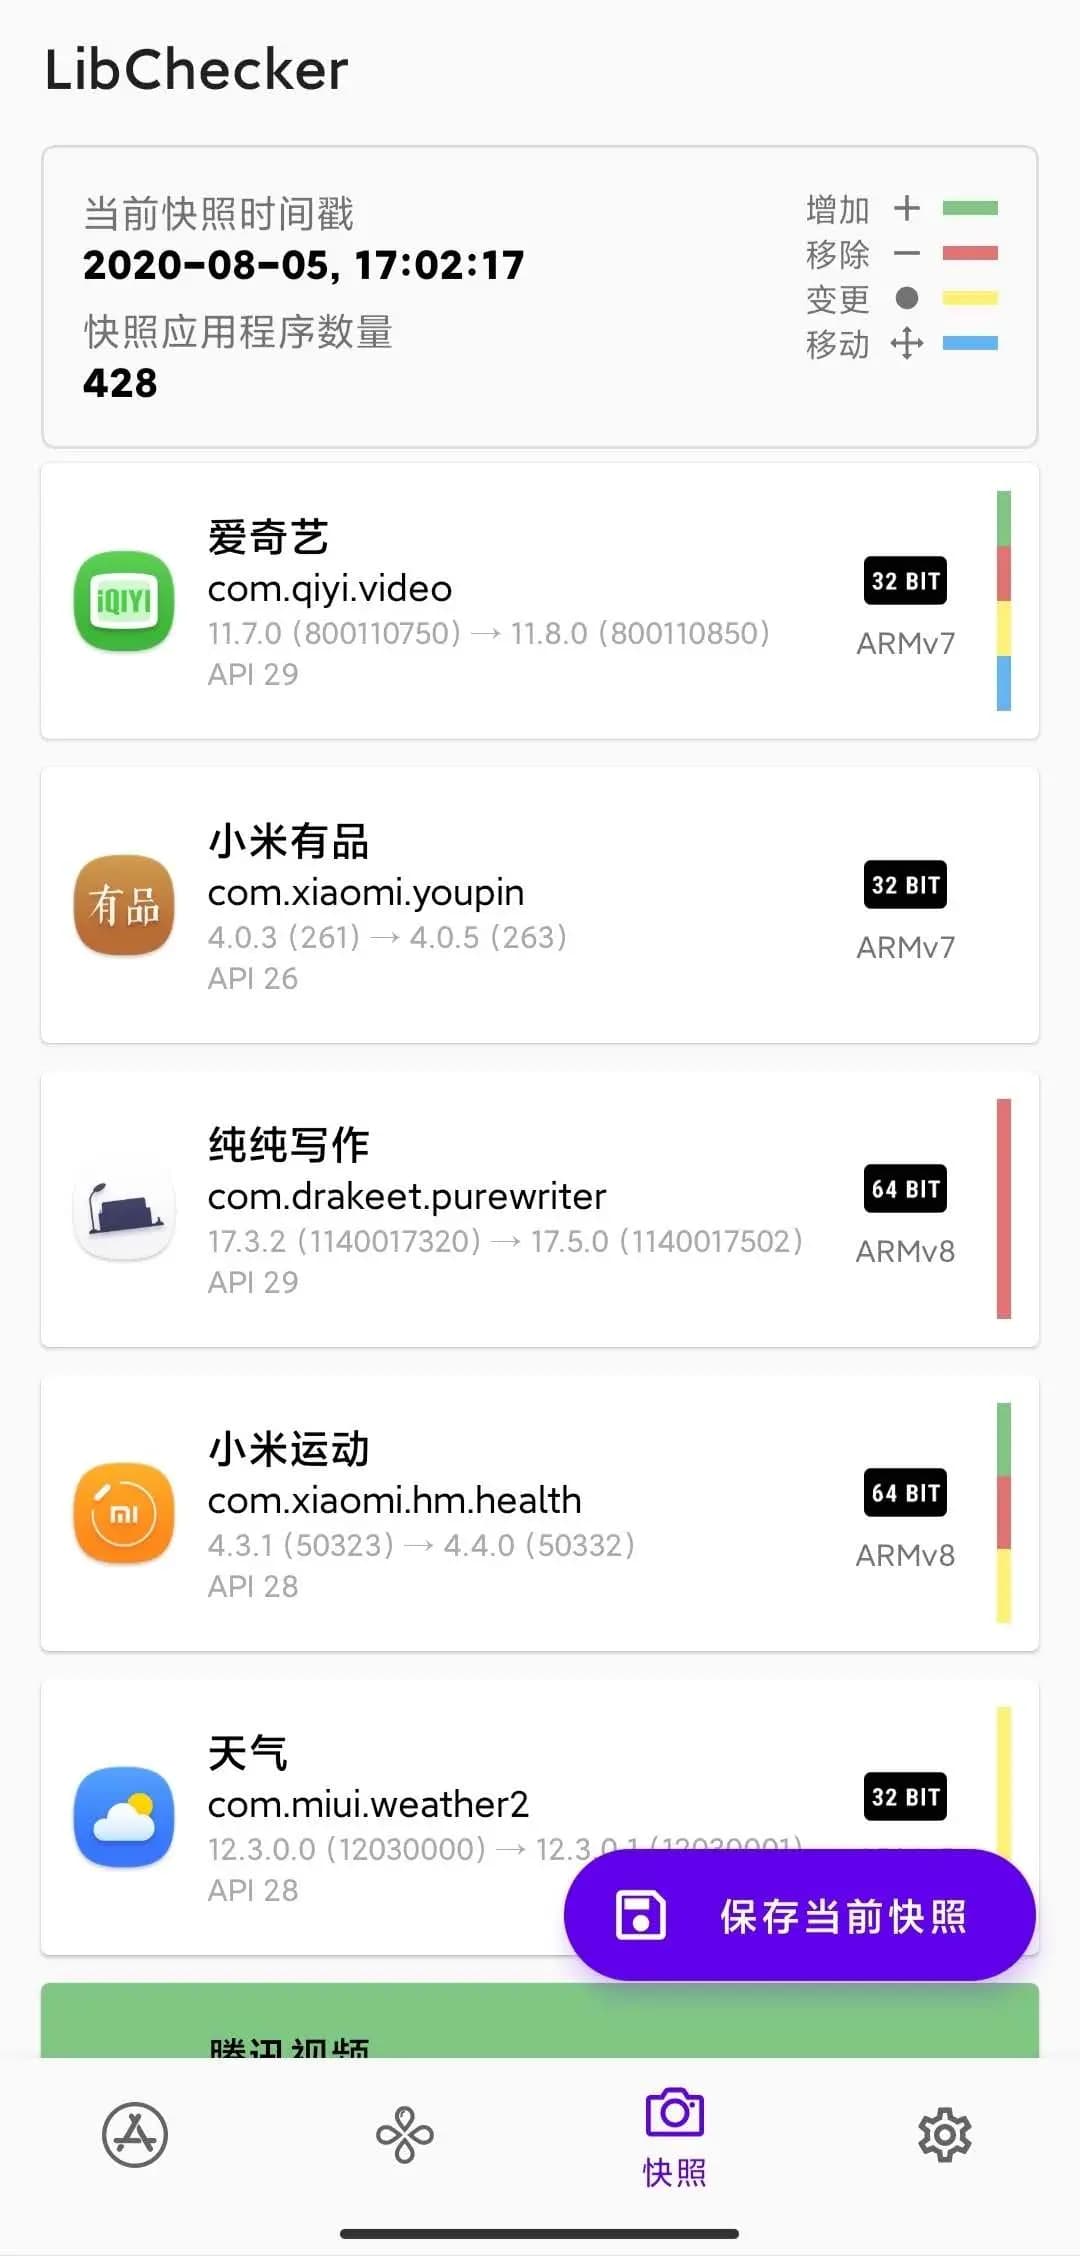 LibChecker
当前快照时间戳
2020-08-05, 17:02:17
快照应用程序数量
428
增加
移除
变更
移动
爱奇艺
com.qiyi.video
11.7.0 (800110750) → 11.8.0 (800110850)
API 29
iQIYI
32 BIT
ARMv7
小米有品
com.xiaomi.youpin
4.0.3 (261) → 4.0.5 (263)
API 26
有品
32 BIT
ARMv7
纯纯写作
com.drakeet.purewriter
17.3.2 (1140017320) → 17.5.0 (1140017502)
API 29
64 BIT
ARMv8
小米运动
com.xiaomi.hm.health
4.3.1 (50323) → 4.4.0 (50332)
API 28
MI
64 BIT
ARMv8
天气
com.miui.weather2
12.3.0.0 (12030000) → 12.3.0.1 (12030001)
API 28
32 BIT
保存当前快照
腾讯视频
快照